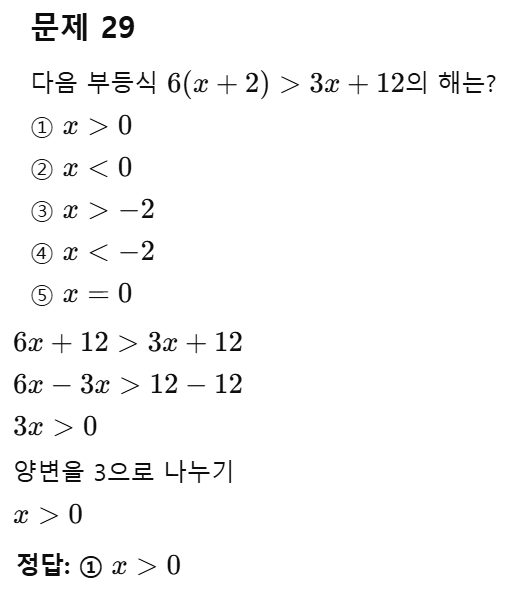 문제 29
다음 부등식 6(x + 2) > 3x + 12의 해는?
① x > 0
② x < 0
③ x > −2
④ x < −2
⑤ x = 0
6x + 12 > 3x + 12
6x − 3x > 12 − 12
3x > 0
양변을 3으로 나누기
x > 0
정답: ① x > 0